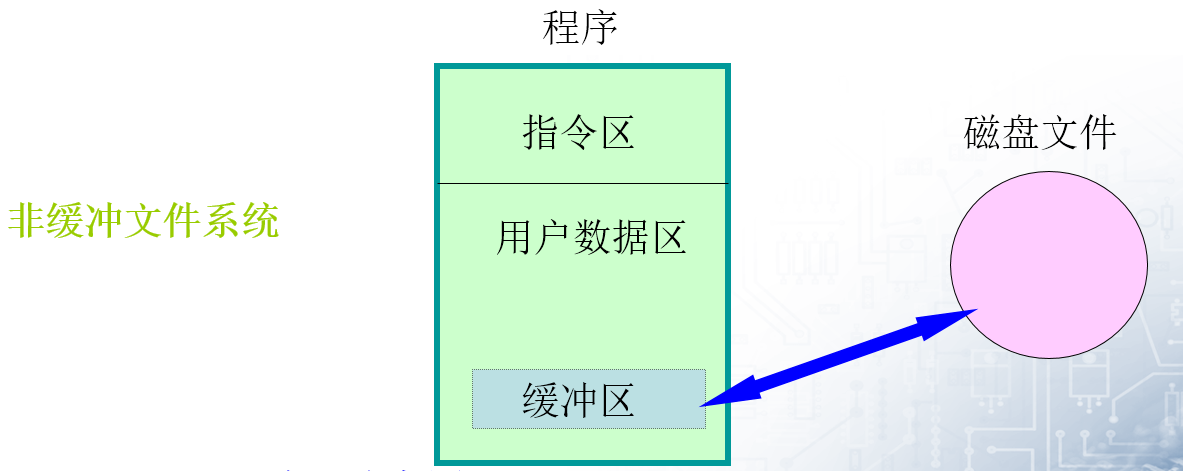 程序
指令区
磁盘文件
非缓冲文件系统
用户数据区
缓冲区